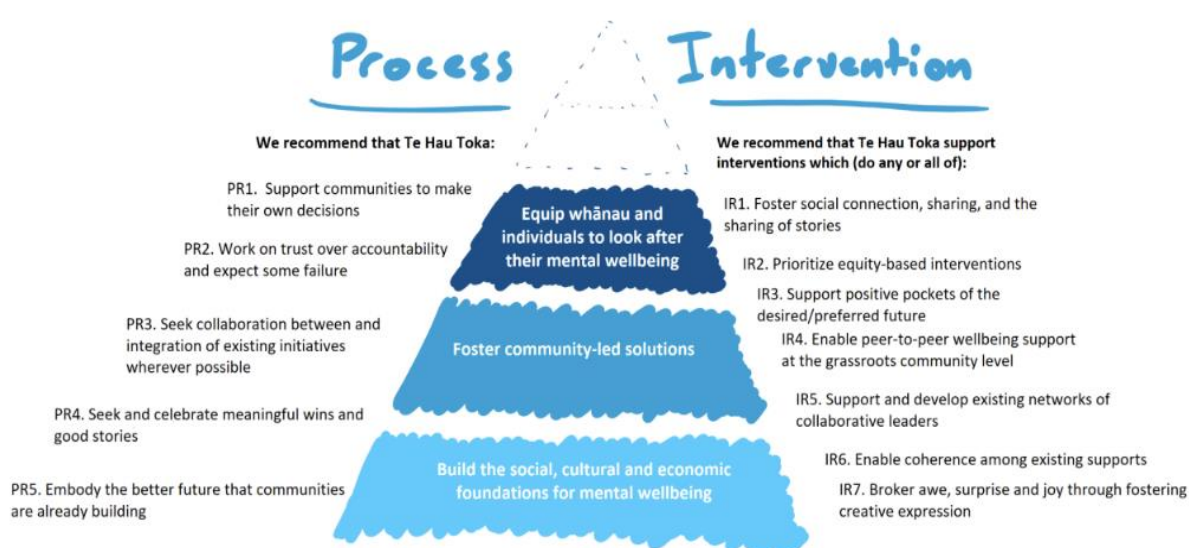 Process
Intervention
We recommend that Te Hau Toka:
PR1. Support communities to make
their own decisions
PR2. Work on trust over accountability
and expect some failure
PR3. Seek collaboration between and
integration of existing initiatives
wherever possible
PR4. Seek and celebrate meaningful wins and
good stories
PR5. Embody the better future that communities
are already building
Equip whānau and
individuals to look after
their mental wellbeing
Foster community-led solutions
Build the social, cultural and economic
foundations for mental wellbeing
We recommend that Te Hau Toka support
interventions which (do any or all of):
IR1. Foster social connection, sharing, and the
sharing of stories
IR2. Prioritize equity-based interventions
IR3. Support positive pockets of the
desired/preferred future
IR4. Enable peer-to-peer wellbeing support
at the grassroots community level
IR5. Support and develop existing networks of
collaborative leaders
IR6. Enable coherence among existing supports
IR7. Broker awe, surprise and joy through fostering
creative expression